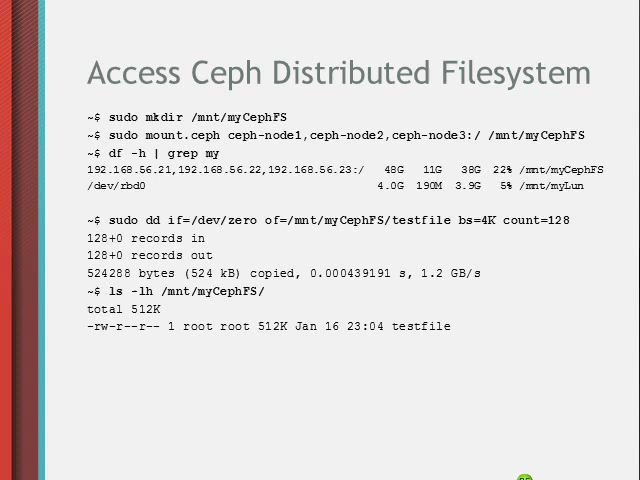 Access Ceph Distributed Filesystem
~$ sudo mkdir /mnt/myCephFS
~$ sudo mount.ceph ceph-node1,ceph-node2,ceph-node3:/ /mnt/myCephFS
~$ df -h | grep my
192.168.56.21,192.168.56.22,192.168.56.23:/ 48G 11G 38G 22% /mnt/myCephFS
/dev/rbd0 4.0G 190M 3.9G 5% /mnt/myLun
~$ sudo dd if=/dev/zero of=/mnt/myCephFS/testfile bs=4K count=128
128+0 records in
128+0 records out
524288 bytes (524 kB) copied, 0.000439191 s, 1.2 GB/s
~$ ls -lh /mnt/myCephFS/
total 512K
-rw-r--r-- 1 root root 512K Jan 16 23:04 testfile